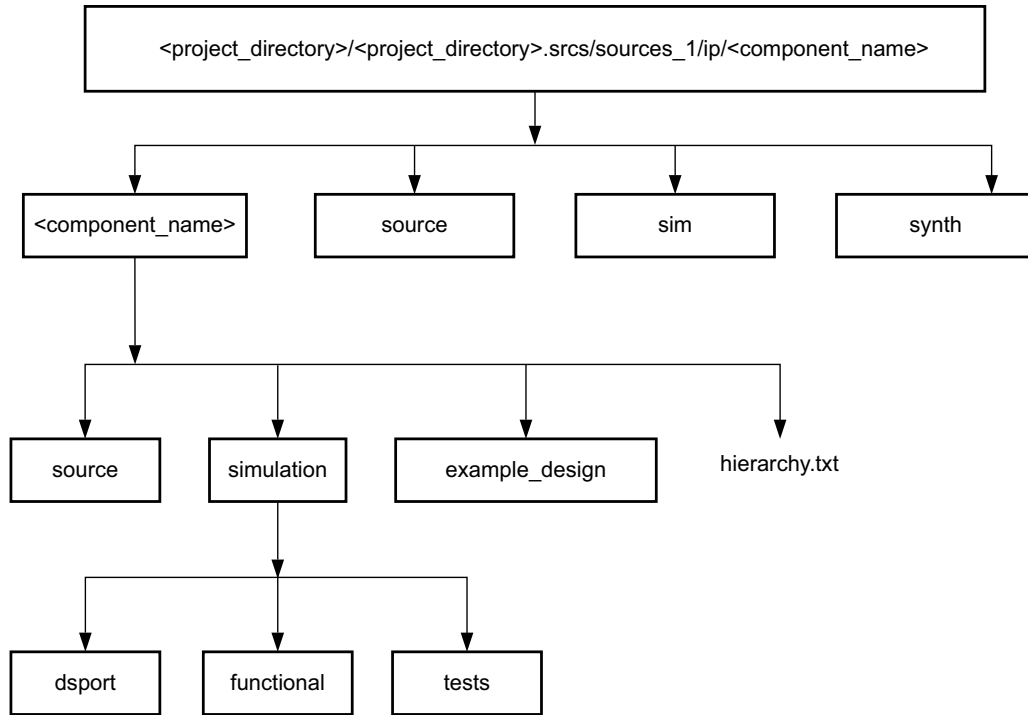 <project_directory>/<project_directory>.srcs/sources_1/ip/<component_name>
<component_name>
source
sim
synth
source
simulation
example_design
hierarchy.txt
dsport
functional
tests